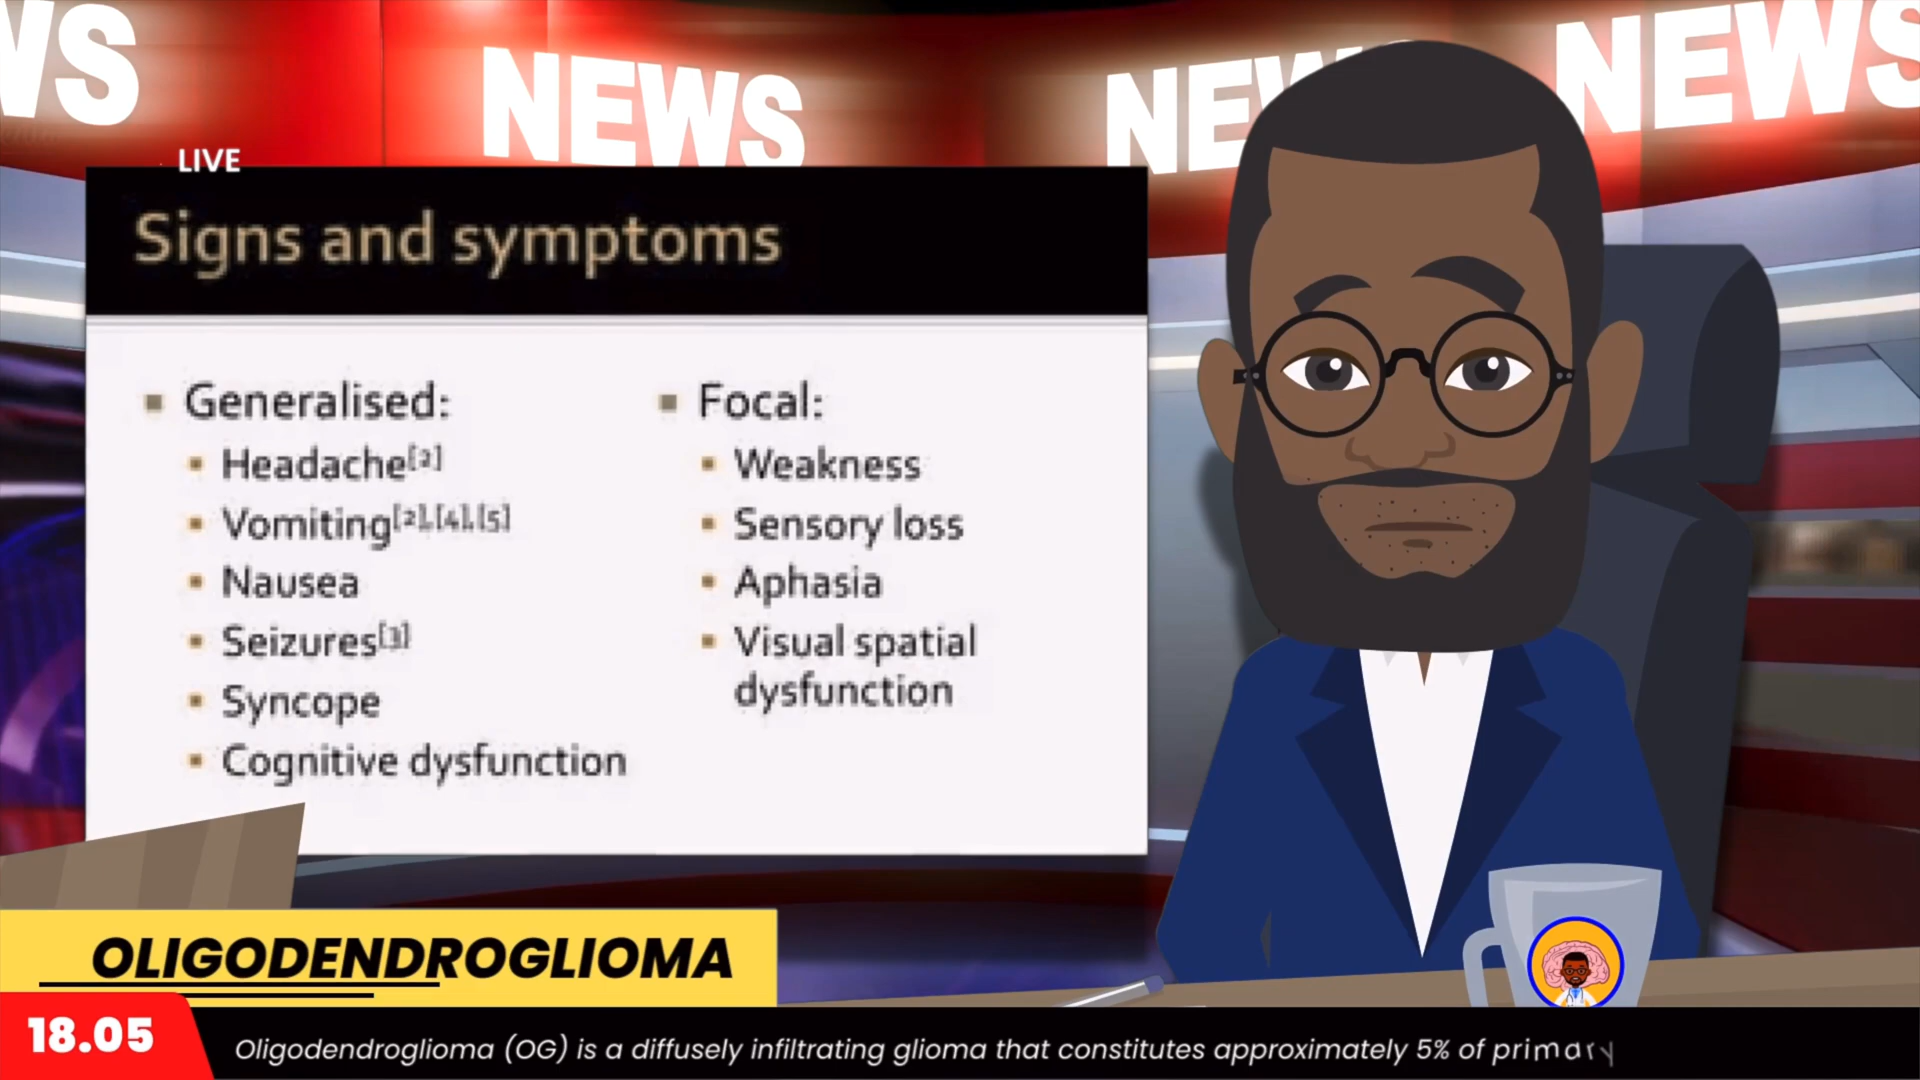 WS
NEWS
NEW
NEWS
LIVE
Signs and symptoms
Generalised:
Headache[2]
Vomiting[2],[4],[5]
Nausea
Seizures[3]
Syncope
Cognitive dysfunction
Focal:
Weakness
Sensory loss
Aphasia
Visual spatial
dysfunction
OLIGODENDROGLIOMA
18.05
Oligodendroglioma (OG) is a diffusely infiltrating glioma that constitutes approximately 5% of primary